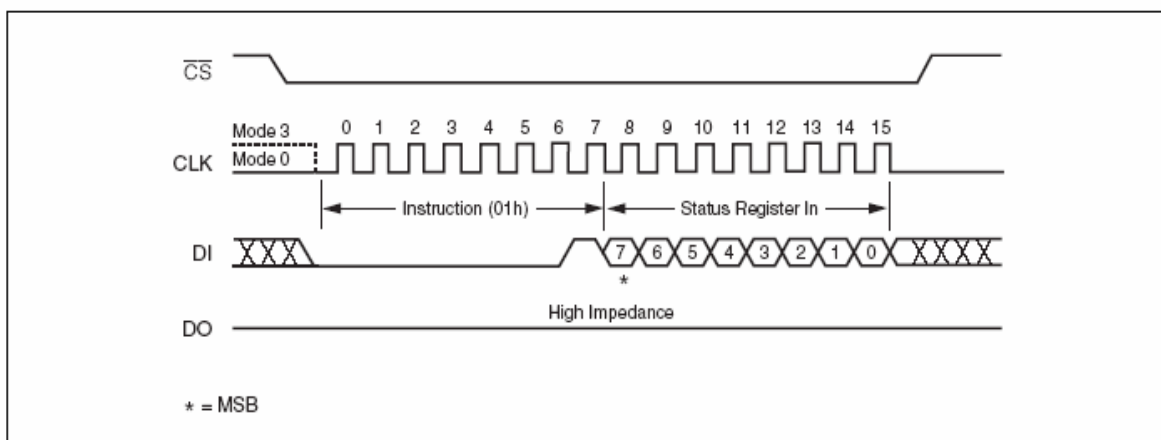 CS
Mode 3
0 1 2 3 4 5 6 7 8 9 10 11 12 13 14 15
CLK
Mode 0
Instruction (01h)
Status Register In
DI
7 6 5 4 3 2 1 0
*
High Impedance
DO
* = MSB